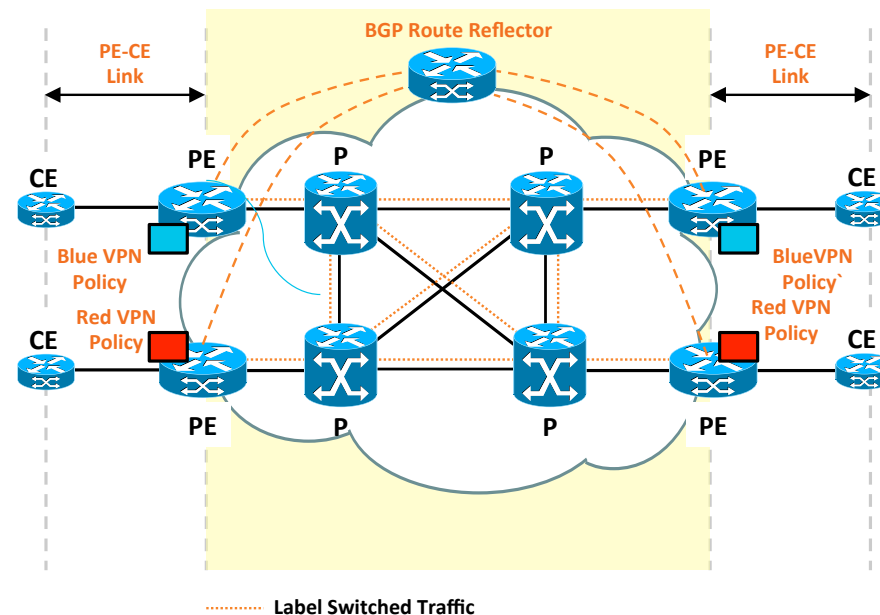 BGP Route Reflector
PE-CE
Link
PE-CE
Link
PE
P
P
PE
CE
CE
Blue VPN
Policy
BlueVPN
Policy`
Red VPN
Policy
Red VPN
Policy
CE
CE
PE
P
P
PE
Label Switched Traffic